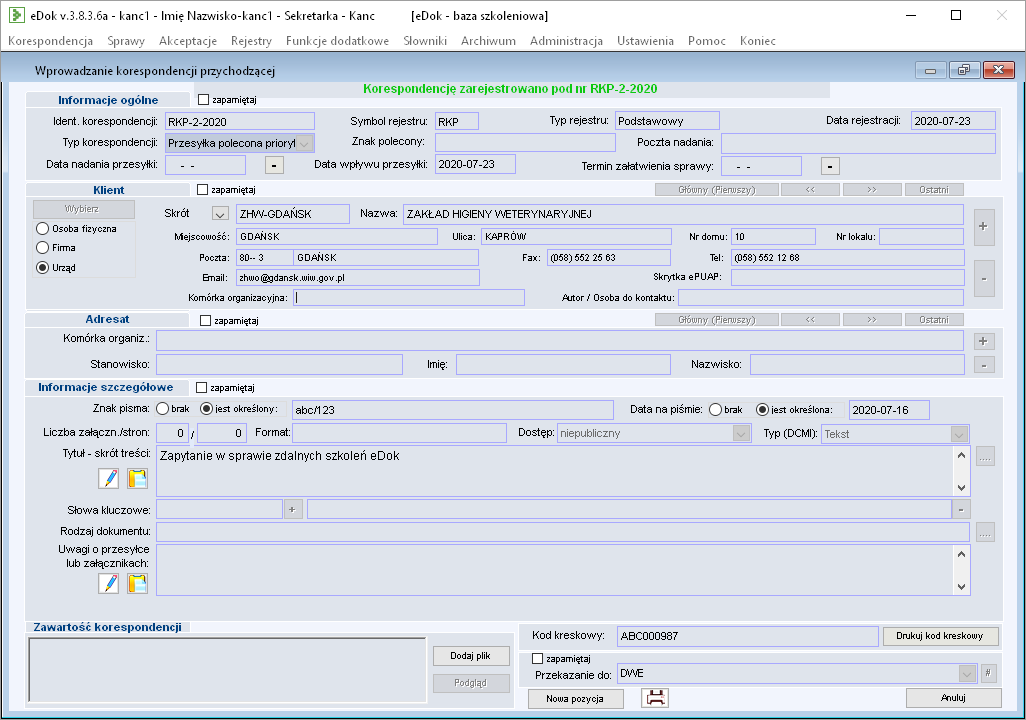 eDok v.3.8.3.6a - kanc1 - Imię Nazwisko-kanc1 - Sekretarka - Kanc [eDok - baza szkoleniowa]
Korespondencja Sprawy Akceptacje Rejestry Funkcje dodatkowe Słowniki Archiwum Administracja Ustawienia Pomoc Koniec
Wprowadzanie korespondencji przychodzącej
Korespondencję zarejestrowano pod nr RKP-2-2020
Informacje ogólne zapamiętaj
Ident. korespondencji: RKP-2-2020 Symbol rejestru: RKP Typ rejestru: Podstawowy Data rejestracji: 2020-07-23
Typ korespondencji: Przesyłka polecona prioryt Znak polecony: Poczta nadania:
Data nadania przesyłki: - - - Data wpływu przesyłki: 2020-07-23 Termin załatwienia sprawy: - - -
Klient zapamiętaj Główny (Pierwszy) << >> Ostatni
Wybierz Skrót ZHW-GDAŃSK Nazwa: ZAKŁAD HIGIENY WETERYNARYJNEJ +
Osoba fizyczna Miejscowość: GDAŃSK Ulica: KAPRÓW Nr domu: 10 Nr lokalu:
Firma Poczta: 80-- 3 GDAŃSK Fax: (058) 552 25 63 Tel: (058) 552 12 68
Urząd Email: zhwo@gdansk.wiw.gov.pl Skrytka ePUAP: -
Komórka organizacyjna: Autor / Osoba do kontaktu:
Adresat zapamiętaj Główny (Pierwszy) << >> Ostatni
Komórka organiz.: +
Stanowisko: Imię: Nazwisko: -
Informacje szczegółowe zapamiętaj
Znak pisma: brak jest określony: abc/123 Data na piśmie: brak jest określona: 2020-07-16
Liczba załączn./stron: 0 / 0 Format: Dostęp: niepubliczny Typ (DCMI): Tekst
Tytuł - skrót treści: Zapytanie w sprawie zdalnych szkoleń eDok ....
Słowa kluczowe: + -
Rodzaj dokumentu: ....
Uwagi o przesyłce
lub załącznikach:
Zawartość korespondencji
Kod kreskowy: ABC000987 Drukuj kod kreskowy
Dodaj plik zapamiętaj
Podgląd Przekazanie do: DWE #
Nowa pozycja Anuluj